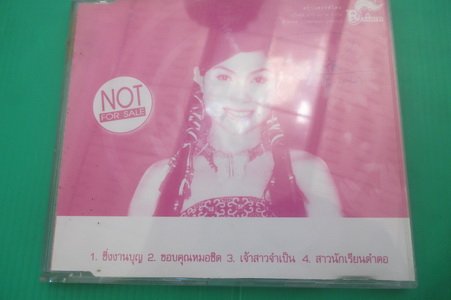 NOT
FOR SALE
1. ซิ่งงานบุญ 2. ขอบคุณหมอชิต 3. เจ้าสาวจำเป็น 4. สาวนักเรียนตำตอ